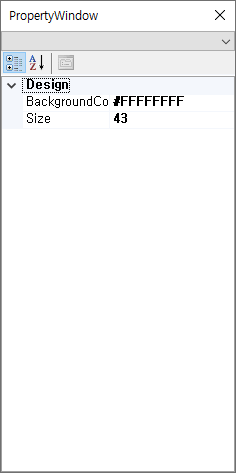 PropertyWindow
A
Z
Design
BackgroundCo #FFFFFFFF
Size 43